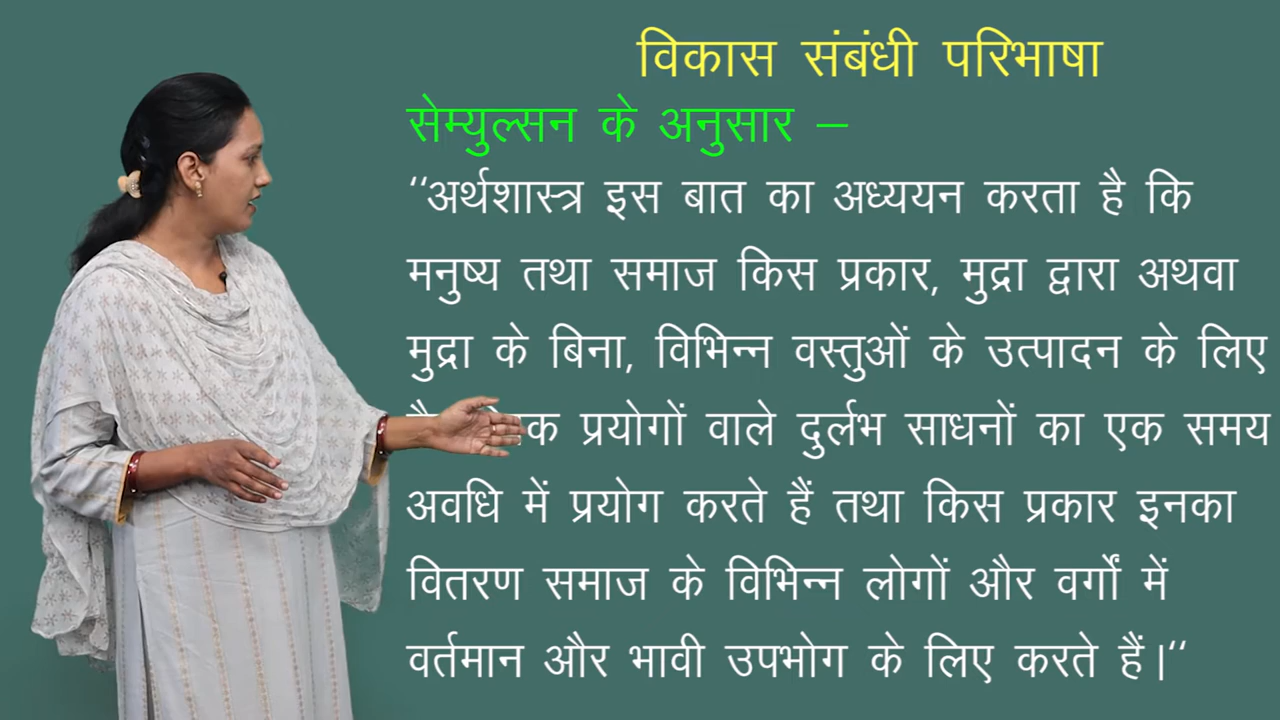 विकास संबंधी परिभाषा
सेम्युल्सन के अनुसार –
‘‘अर्थशास्त्र इस बात का अध्ययन करता है कि
मनुष्य तथा समाज किस प्रकार, मुद्रा द्वारा अथवा
मुद्रा के बिना, विभिन्न वस्तुओं के उत्पादन के लिए
प्रयोगों वाले दुर्लभ साधनों का एक समय
अवधि में प्रयोग करते हैं तथा किस प्रकार इनका
वितरण समाज के विभिन्न लोगों और वर्गों में
वर्तमान और भावी उपभोग के लिए करते हैं।‘‘